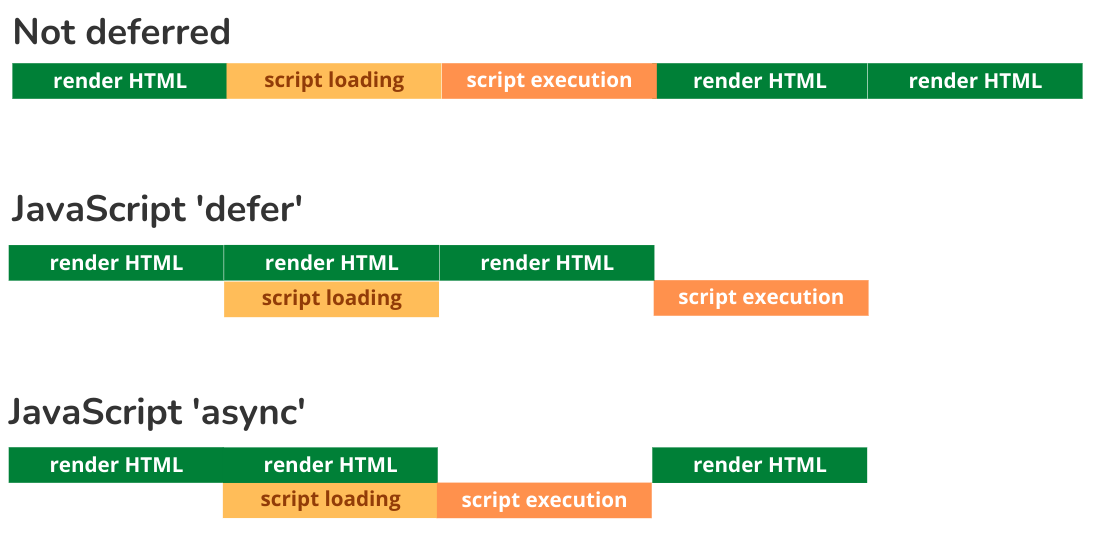 Not deferred
render HTML script loading script execution render HTML render HTML
JavaScript 'defer'
render HTML render HTML render HTML
script loading script execution
JavaScript 'async'
render HTML render HTML render HTML
script loading script execution